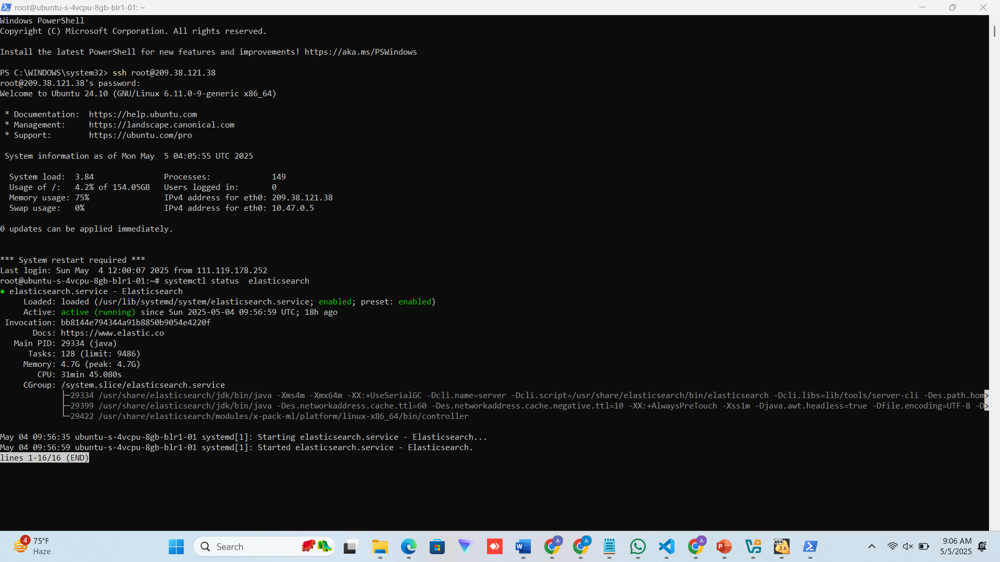 root@ubuntu-s-4vcpu-8gb-blr1-01: ~
Windows PowerShell
Copyright (C) Microsoft Corporation. All rights reserved.
Install the latest PowerShell for new features and improvements! https://aka.ms/PSWindows
PS C:\WINDOWS\system32> ssh root@209.38.121.38
root@209.38.121.38's password:
Welcome to Ubuntu 24.10 (GNU/Linux 6.11.0-9-generic x86_64)
* Documentation:  https://help.ubuntu.com
* Management:     https://landscape.canonical.com
* Support:        https://ubuntu.com/pro
System information as of Mon May  5 04:05:55 UTC 2025
System load:  3.84               Processes:             149
Usage of /:   4.2% of 154.05GB   Users logged in:       0
Memory usage: 75%                IPv4 address for eth0: 209.38.121.38
Swap usage:   0%                 IPv4 address for eth0: 10.47.0.5
0 updates can be applied immediately.
*** System restart required ***
Last login: Sun May  4 12:00:07 2025 from 111.119.178.252
root@ubuntu-s-4vcpu-8gb-blr1-01:~# systemctl status  elasticsearch
● elasticsearch.service - Elasticsearch
Loaded: loaded (/usr/lib/systemd/system/elasticsearch.service; enabled; preset: enabled)
Active: active (running) since Sun 2025-05-04 09:56:59 UTC; 18h ago
Invocation: bb8144e794344a91b8850b9054e4220f
Docs: https://www.elastic.co
Main PID: 29334 (java)
Tasks: 128 (limit: 9486)
Memory: 4.7G (peak: 4.7G)
CPU: 31min 45.080s
CGroup: /system.slice/elasticsearch.service
├─29334 /usr/share/elasticsearch/jdk/bin/java -Xms4m -Xmx64m -XX:+UseSerialGC -Dcli.name=server -Dcli.script=/usr/share/elasticsearch/bin/elasticsearch -Dcli.libs=lib/tools/server-cli -Des.path.hom>
├─29399 /usr/share/elasticsearch/jdk/bin/java -Des.networkaddress.cache.ttl=60 -Des.networkaddress.cache.negative.ttl=10 -XX:+AlwaysPreTouch -Xss1m -Djava.awt.headless=true -Dfile.encoding=UTF-8 -D>
└─29422 /usr/share/elasticsearch/modules/x-pack-ml/platform/linux-x86_64/bin/controller
May 04 09:56:35 ubuntu-s-4vcpu-8gb-blr1-01 systemd[1]: Starting elasticsearch.service - Elasticsearch...
May 04 09:56:59 ubuntu-s-4vcpu-8gb-blr1-01 systemd[1]: Started elasticsearch.service - Elasticsearch.
lines 1-16/16 (END)
4
75°F
Haze
Search
9:06 AM
5/5/2025